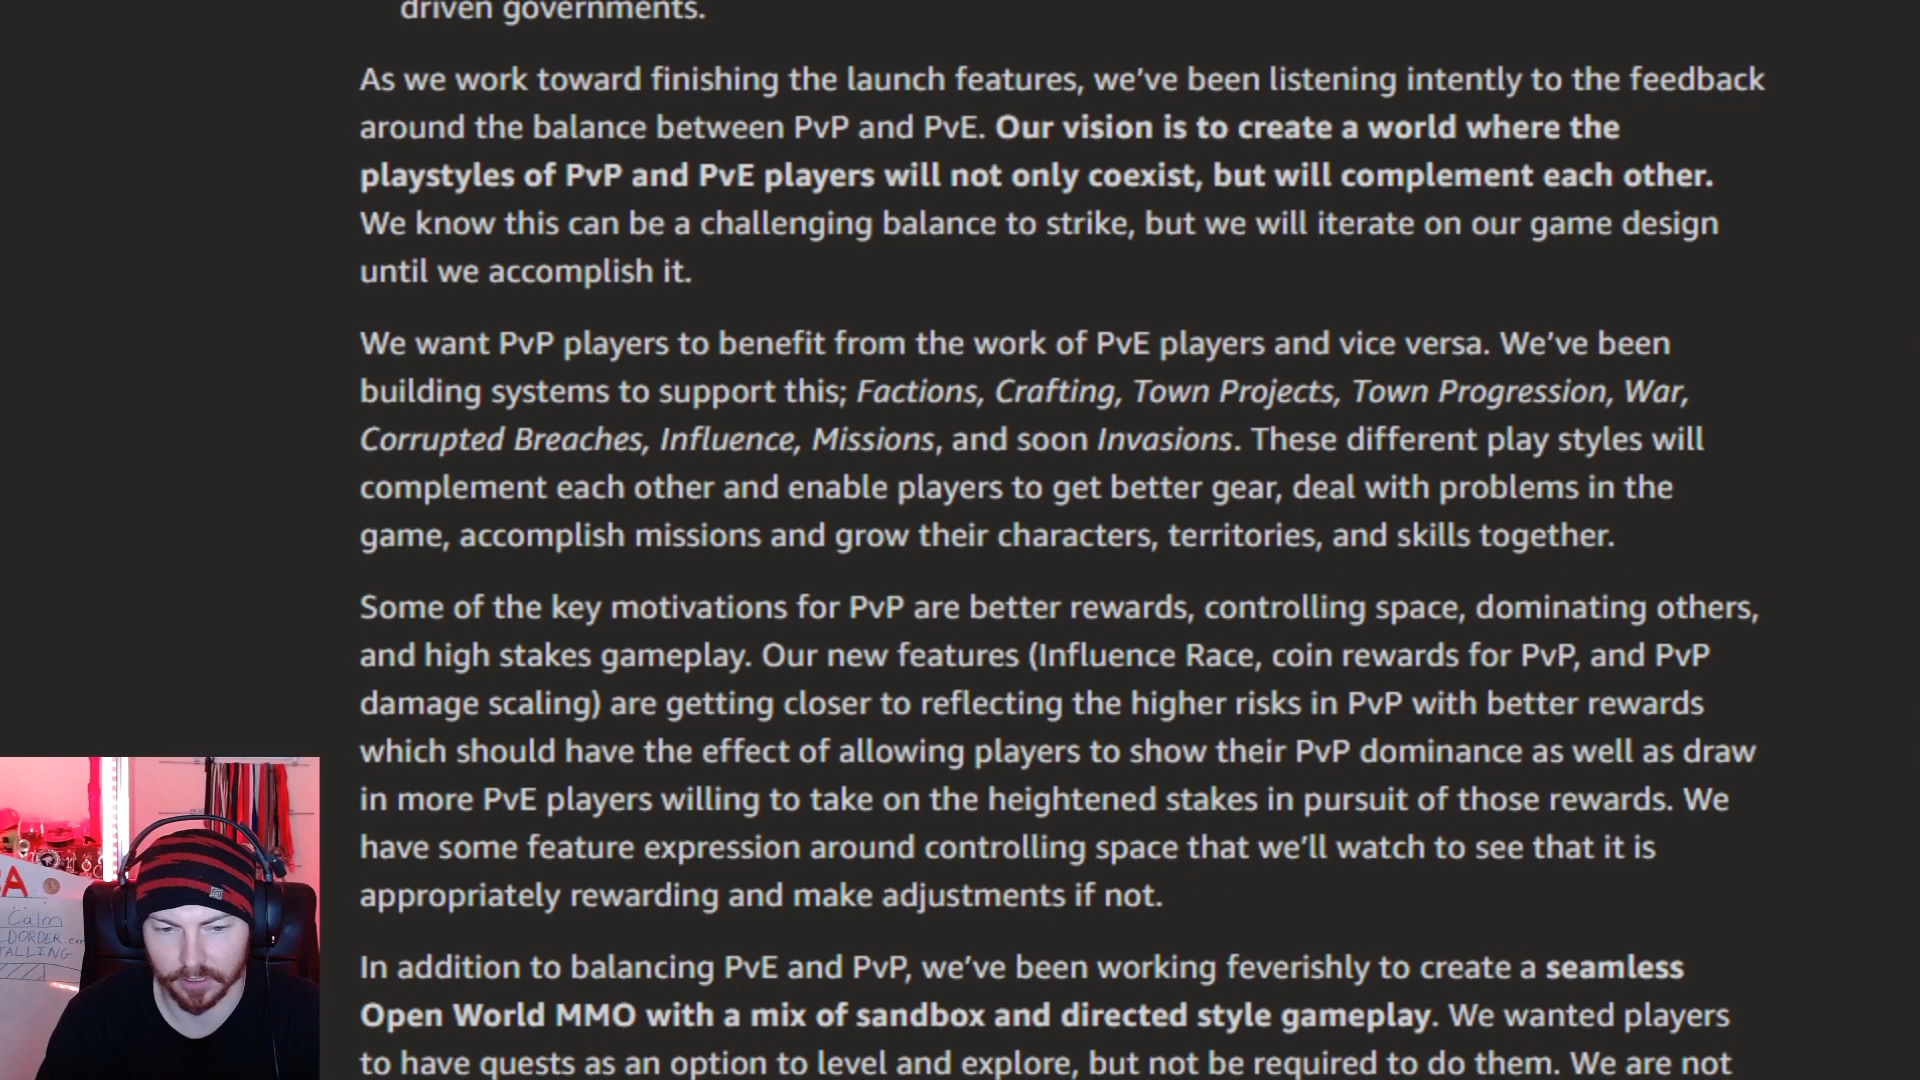 driven governments.
As we work toward finishing the launch features, we’ve been listening intently to the feedback
around the balance between PvP and PvE. Our vision is to create a world where the
playstyles of PvP and PvE players will not only coexist, but will complement each other.
We know this can be a challenging balance to strike, but we will iterate on our game design
until we accomplish it.
We want PvP players to benefit from the work of PvE players and vice versa. We’ve been
building systems to support this; Factions, Crafting, Town Projects, Town Progression, War,
Corrupted Breaches, Influence, Missions, and soon Invasions. These different play styles will
complement each other and enable players to get better gear, deal with problems in the
game, accomplish missions and grow their characters, territories, and skills together.
Some of the key motivations for PvP are better rewards, controlling space, dominating others,
and high stakes gameplay. Our new features (Influence Race, coin rewards for PvP, and PvP
damage scaling) are getting closer to reflecting the higher risks in PvP with better rewards
which should have the effect of allowing players to show their PvP dominance as well as draw
in more PvE players willing to take on the heightened stakes in pursuit of those rewards. We
have some feature expression around controlling space that we’ll watch to see that it is
appropriately rewarding and make adjustments if not.
In addition to balancing PvE and PvP, we’ve been working feverishly to create a seamless
Open World MMO with a mix of sandbox and directed style gameplay. We wanted players
to have quests as an option to level and explore, but not be required to do them. We are not
A
Calm
LDORDER
TALLING